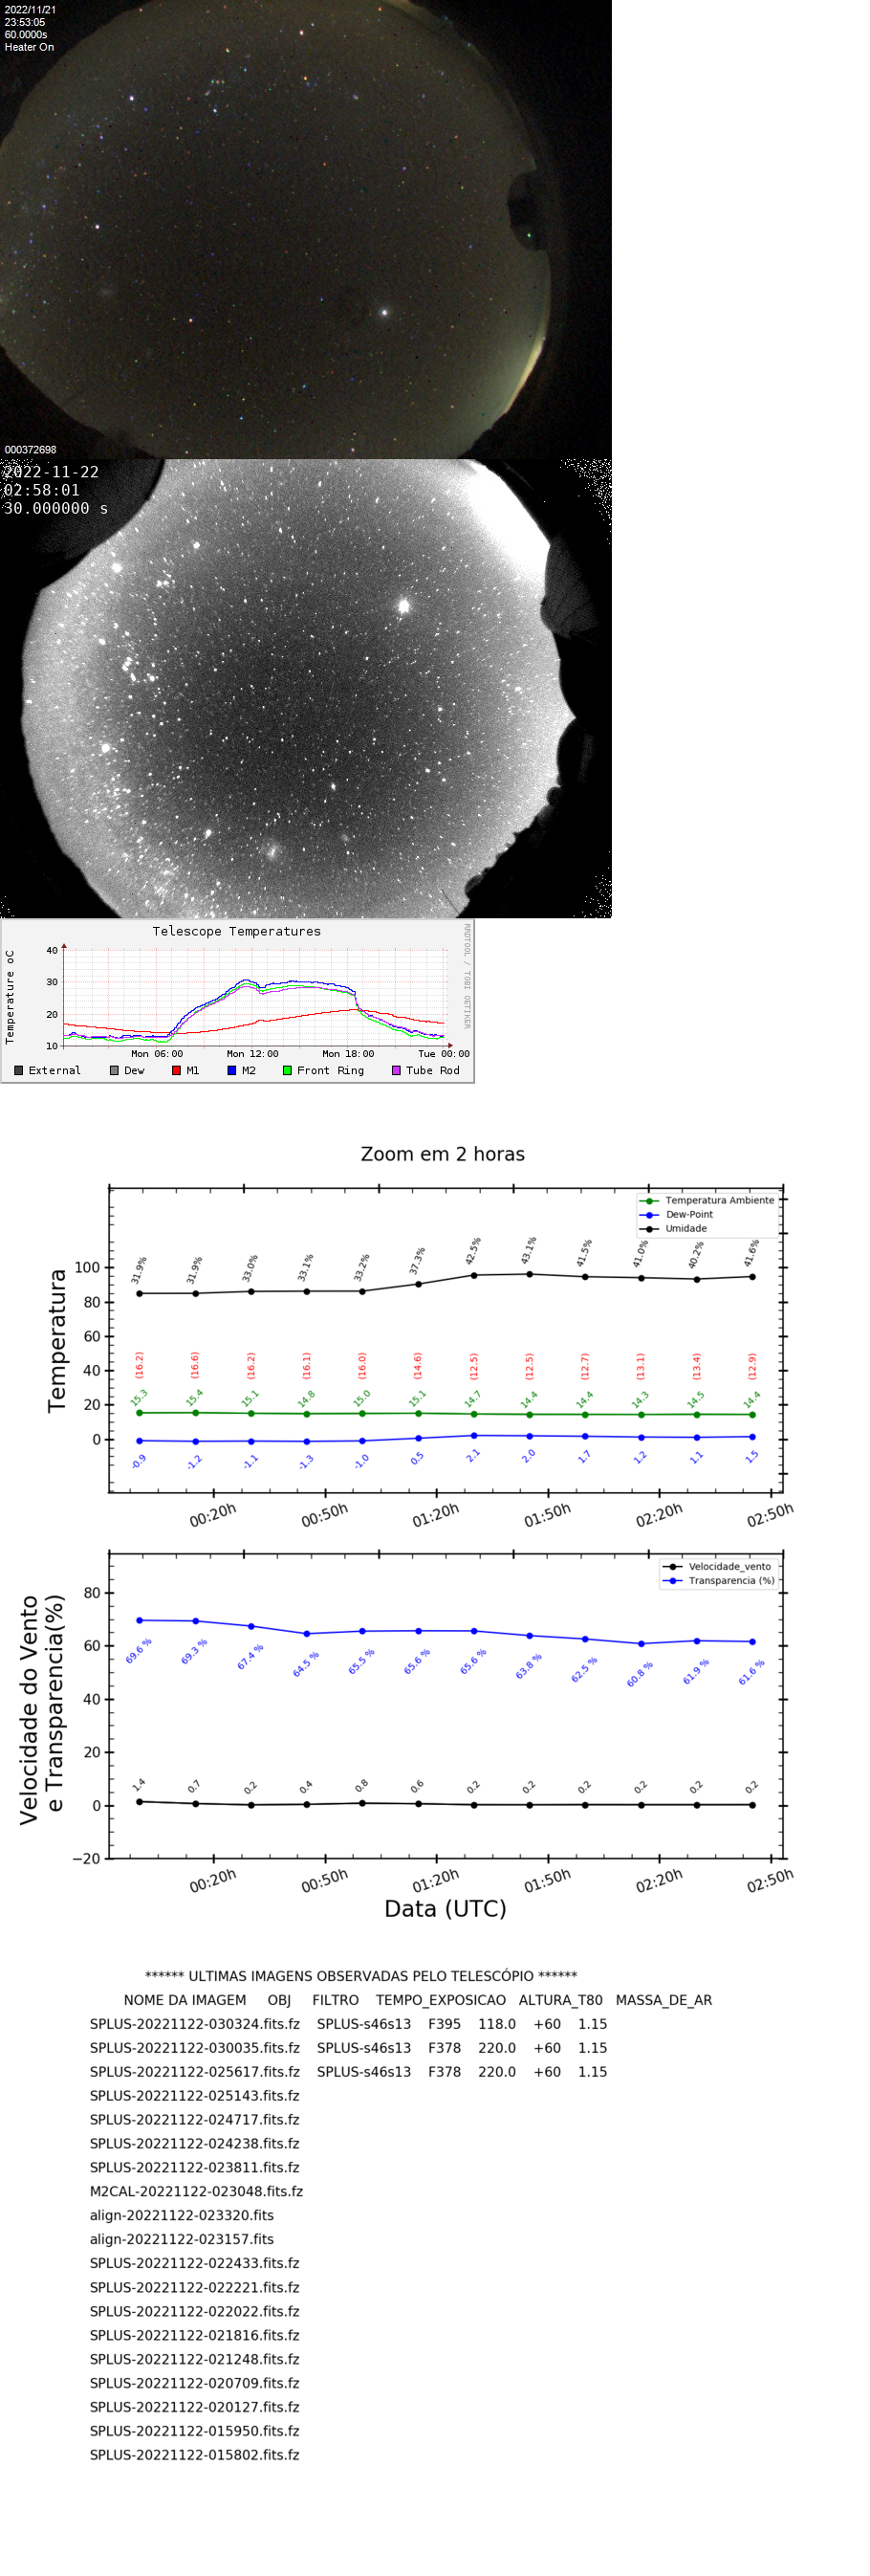 2022/11/21
23:53:05
60.0000s
Heater On
000372698
2022-11-22
02:58:01
30.000000 s
Telescope Temperatures
RRDTOOL / TOBI OETIKER
Temperature oC
40
30
20
10
Mon 06:00 Mon 12:00 Mon 18:00 Tue 00:00
External Dew M1 M2 Front Ring Tube Rod
Zoom em 2 horas
Temperatura Ambiente
Dew-Point
Umidade
Temperatura
100
80
60
40
20
0
31.9% 31.9% 33.0% 33.1% 33.2% 37.3% 42.5% 43.1% 41.5% 41.0% 40.2% 41.6%
(16.2) (16.6) (16.2) (16.1) (16.0) (14.6) (12.5) (12.5) (12.7) (13.1) (13.4) (12.9)
15.3 15.4 15.1 14.8 15.0 15.1 14.7 14.4 14.4 14.3 14.5 14.4
-0.9 -1.2 -1.1 -1.3 -1.0 0.5 2.1 2.0 1.7 1.2 1.1 1.5
00:20h 00:50h 01:20h 01:50h 02:20h 02:50h
Velocidade_vento
Transparencia (%)
Velocidade do Vento
e Transparencia(%)
80
60
40
20
0
−20
69.6 % 69.3 % 67.4 % 64.5 % 65.5 % 65.6 % 65.6 % 63.8 % 62.5 % 60.8 % 61.9 % 61.6 %
1.4 0.7 0.2 0.4 0.8 0.6 0.2 0.2 0.2 0.2 0.2 0.2
00:20h 00:50h 01:20h 01:50h 02:20h 02:50h
Data (UTC)
****** ULTIMAS IMAGENS OBSERVADAS PELO TELESCÓPIO ******
NOME DA IMAGEM OBJ FILTRO TEMPO_EXPOSICAO ALTURA_T80 MASSA_DE_AR
SPLUS-20221122-030324.fits.fz SPLUS-s46s13 F395 118.0 +60 1.15
SPLUS-20221122-030035.fits.fz SPLUS-s46s13 F378 220.0 +60 1.15
SPLUS-20221122-025617.fits.fz SPLUS-s46s13 F378 220.0 +60 1.15
SPLUS-20221122-025143.fits.fz
SPLUS-20221122-024717.fits.fz
SPLUS-20221122-024238.fits.fz
SPLUS-20221122-023811.fits.fz
M2CAL-20221122-023048.fits.fz
align-20221122-023320.fits
align-20221122-023157.fits
SPLUS-20221122-022433.fits.fz
SPLUS-20221122-022221.fits.fz
SPLUS-20221122-022022.fits.fz
SPLUS-20221122-021816.fits.fz
SPLUS-20221122-021248.fits.fz
SPLUS-20221122-020709.fits.fz
SPLUS-20221122-020127.fits.fz
SPLUS-20221122-015950.fits.fz
SPLUS-20221122-015802.fits.fz